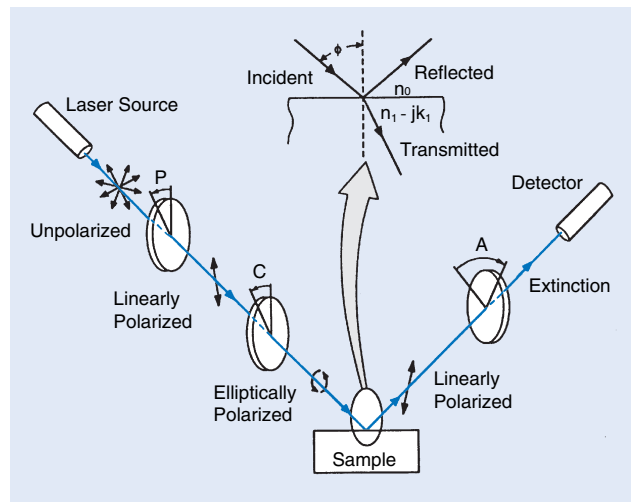 ϕ
Incident
Reflected
n₀
n₁ - jk₁
Transmitted
Laser Source
P
Unpolarized
Linearly
Polarized
C
Elliptically
Polarized
Sample
Linearly
Polarized
A
Extinction
Detector